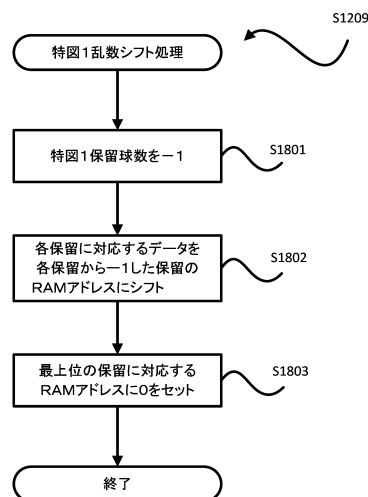 S1209
特図1乱数シフト処理
特図1保留球数を−1
S1801
各保留に対応するデータを
各保留から−1した保留の
RAMアドレスにシフト
S1802
最上位の保留に対応する
RAMアドレスに0をセット
S1803
終了